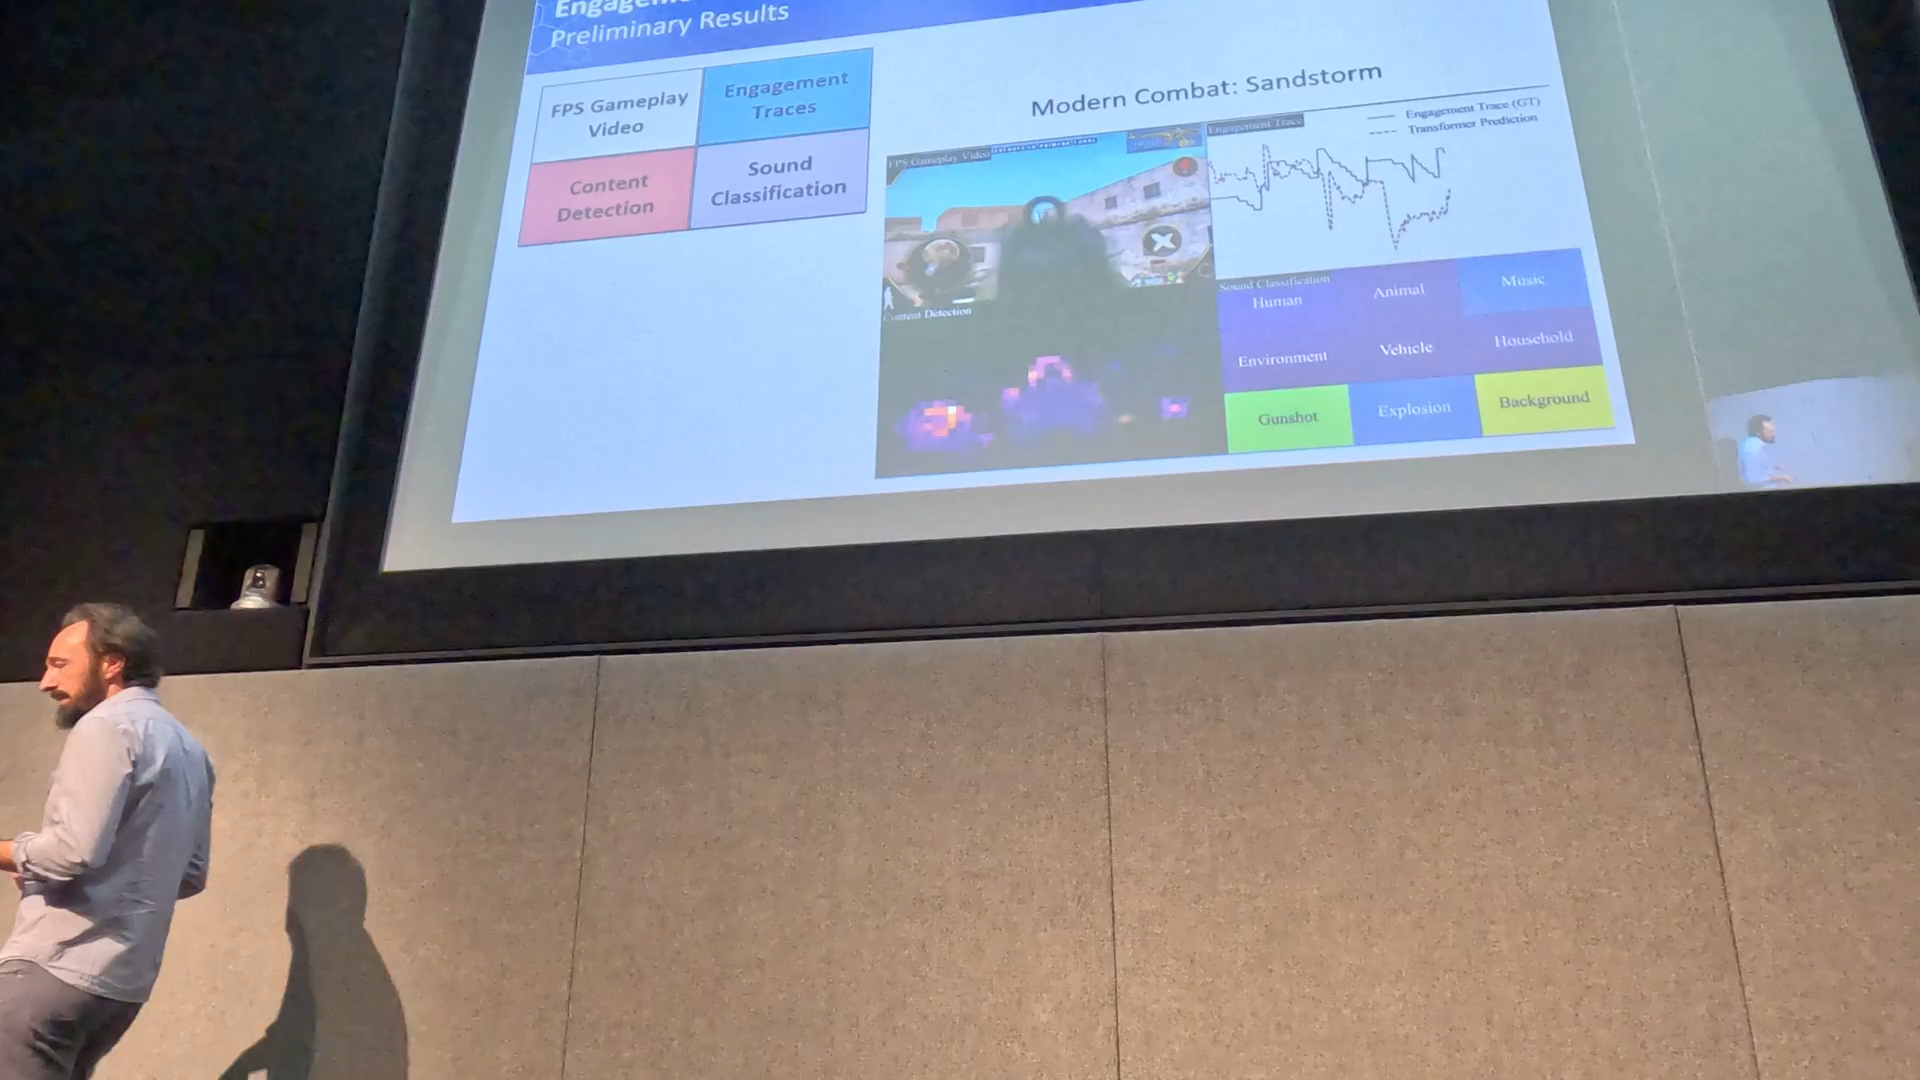 Preliminary Results
FPS Gameplay
Video
Engagement
Traces
Content
Detection
Sound
Classification
Modern Combat: Sandstorm
FPS Gameplay Video
Engagement Trace
Engagement Trace (GT)
Transformer Prediction
Content Detection
Sound Classification
Human
Animal
Music
Environment
Vehicle
Household
Gunshot
Explosion
Background